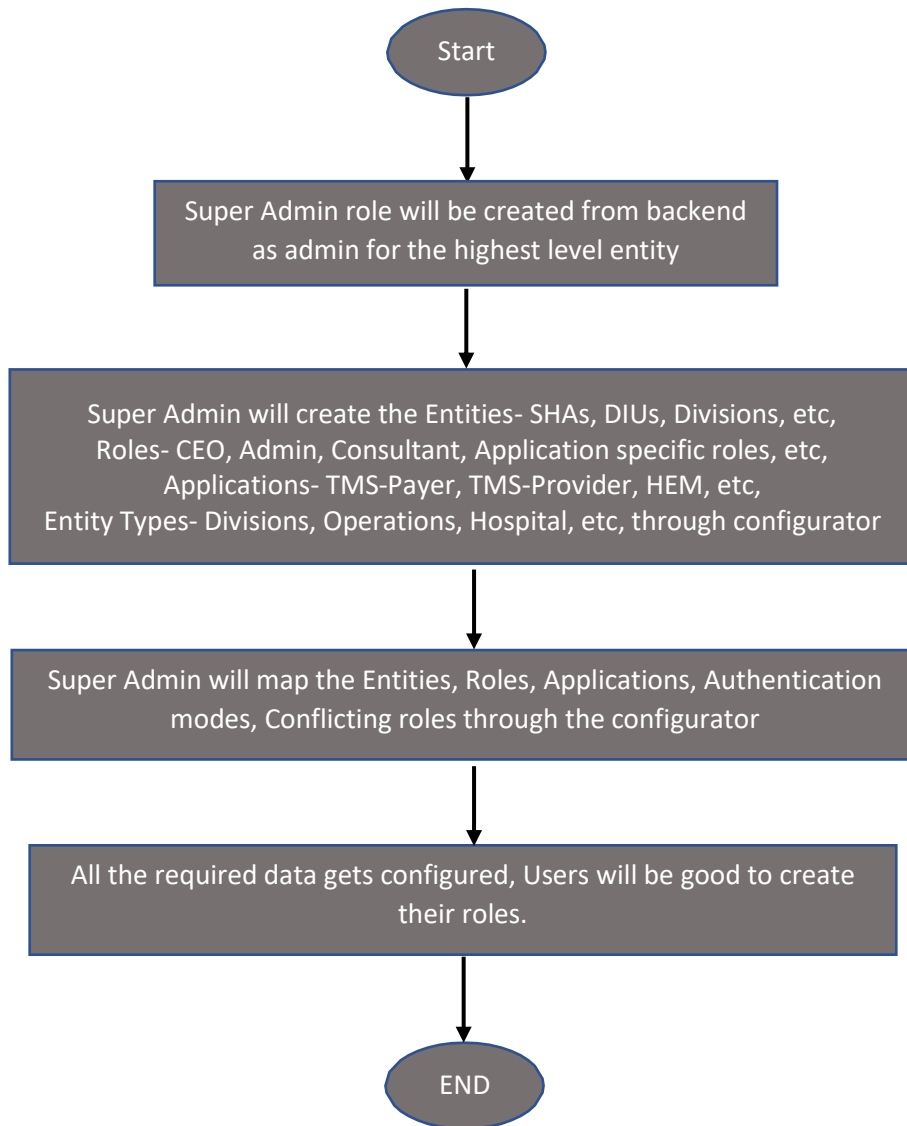 Start
Super Admin role will be created from backend
as admin for the highest level entity
Super Admin will create the Entities- SHAs, DIUs, Divisions, etc,
Roles- CEO, Admin, Consultant, Application specific roles, etc,
Applications- TMS-Payer, TMS-Provider, HEM, etc,
Entity Types- Divisions, Operations, Hospital, etc, through configurator
Super Admin will map the Entities, Roles, Applications, Authentication
modes, Conflicting roles through the configurator
All the required data gets configured, Users will be good to create
their roles.
END